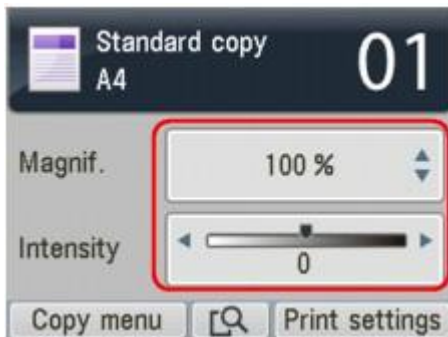 Standard copy
A4
01
Magnif.
100 %
Intensity
0
Copy menu
Print settings